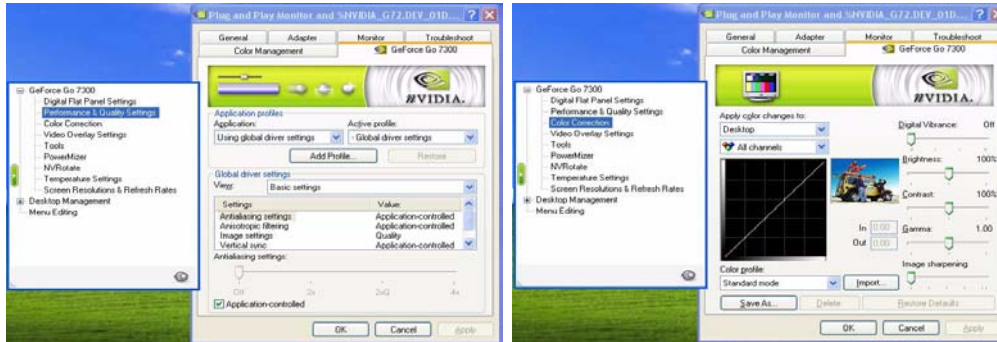 Plug and Play Monitor and %NVIDIA_G72.DEV_01D...
General Adapter Monitor Troubleshoot
Color Management GeForce Go 7300
GeForce Go 7300
Digital Flat Panel Settings
Performance & Quality Settings
Color Correction
Video Overlay Settings
Tools
PowerMizer
NVRotate
Temperature Settings
Screen Resolutions & Refresh Rates
Desktop Management
Menu Editing
NVIDIA.
Application profiles
Application: Active profile:
Using global driver settings - Global driver settings
Add Profile... Restore
Global driver settings
View: Basic settings
Settings Value:
Antialiasing settings Application-controlled
Anisotropic filtering Application-controlled
Image settings Quality
Vertical sync Application-controlled
Antialiasing settings:
Off 2x 2xQ 4x
Application-controlled
OK Cancel Apply
Plug and Play Monitor and %NVIDIA_G72.DEV_01D...
General Adapter Monitor Troubleshoot
Color Management GeForce Go 7300
GeForce Go 7300
Digital Flat Panel Settings
Performance & Quality Settings
Color Correction
Video Overlay Settings
Tools
PowerMizer
NVRotate
Temperature Settings
Screen Resolutions & Refresh Rates
Desktop Management
Menu Editing
NVIDIA.
Apply color changes to:
Desktop
All channels
Digital Vibrance: Off
Brightness: 100%
Contrast: 100%
In 0.00 Gamma: 1.00
Out 0.00
Image sharpening
Color profile:
Standard mode Import...
Save As... Delete Restore Defaults
OK Cancel Apply